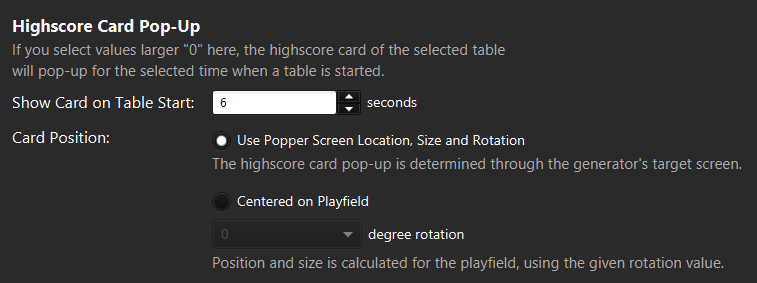 Highscore Card Pop-Up
If you select values larger "0" here, the highscore card of the selected table
will pop-up for the selected time when a table is started.
Show Card on Table Start: 6 seconds
Card Position: Use Popper Screen Location, Size and Rotation
The highscore card pop-up is determined through the generator's target screen.
Centered on Playfield
0 degree rotation
Position and size is calculated for the playfield, using the given rotation value.